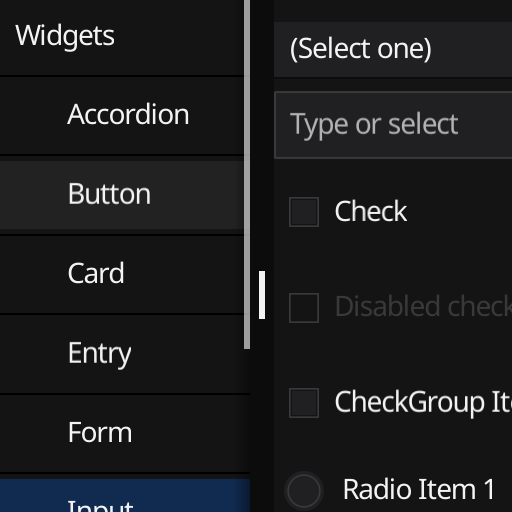 Widgets
Accordion
Button
Card
Entry
Form
Input
(Select one)
Type or select
Check
Disabled check
CheckGroup
Radio Item 1